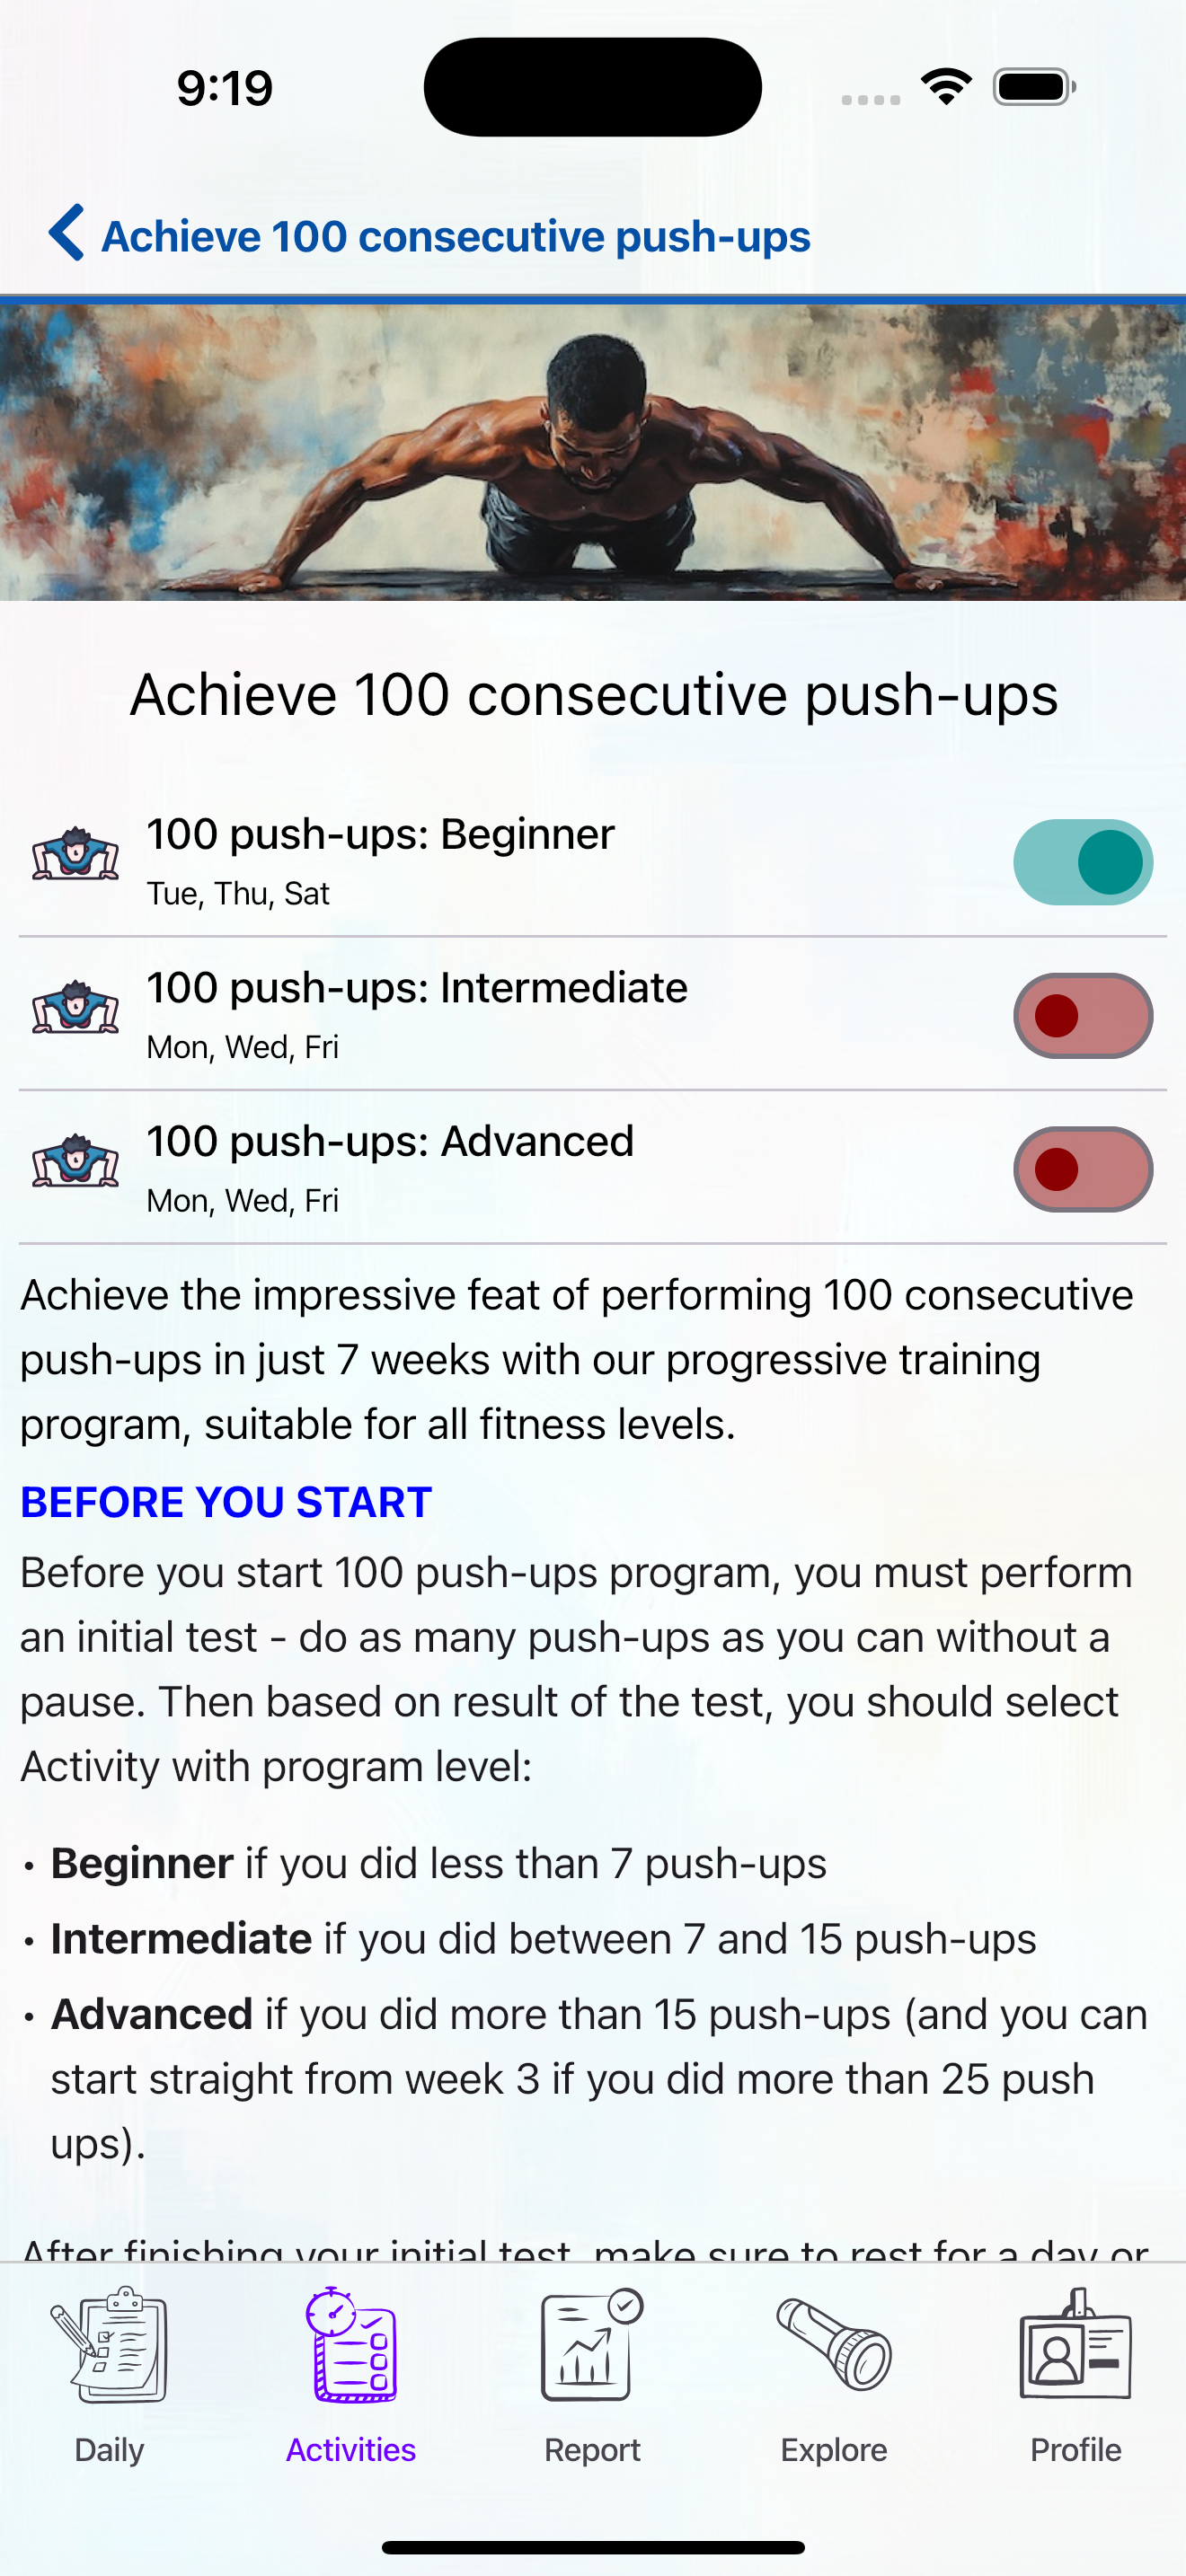 9:19
Achieve 100 consecutive push-ups
Achieve 100 consecutive push-ups
100 push-ups: Beginner
Tue, Thu, Sat
100 push-ups: Intermediate
Mon, Wed, Fri
100 push-ups: Advanced
Mon, Wed, Fri
Achieve the impressive feat of performing 100 consecutive
push-ups in just 7 weeks with our progressive training
program, suitable for all fitness levels.
BEFORE YOU START
Before you start 100 push-ups program, you must perform
an initial test - do as many push-ups as you can without a
pause. Then based on result of the test, you should select
Activity with program level:
• Beginner if you did less than 7 push-ups
• Intermediate if you did between 7 and 15 push-ups
• Advanced if you did more than 15 push-ups (and you can
start straight from week 3 if you did more than 25 push
ups).
After finishing your initial test, make sure to rest for a day or
Daily
Activities
Report
Explore
Profile